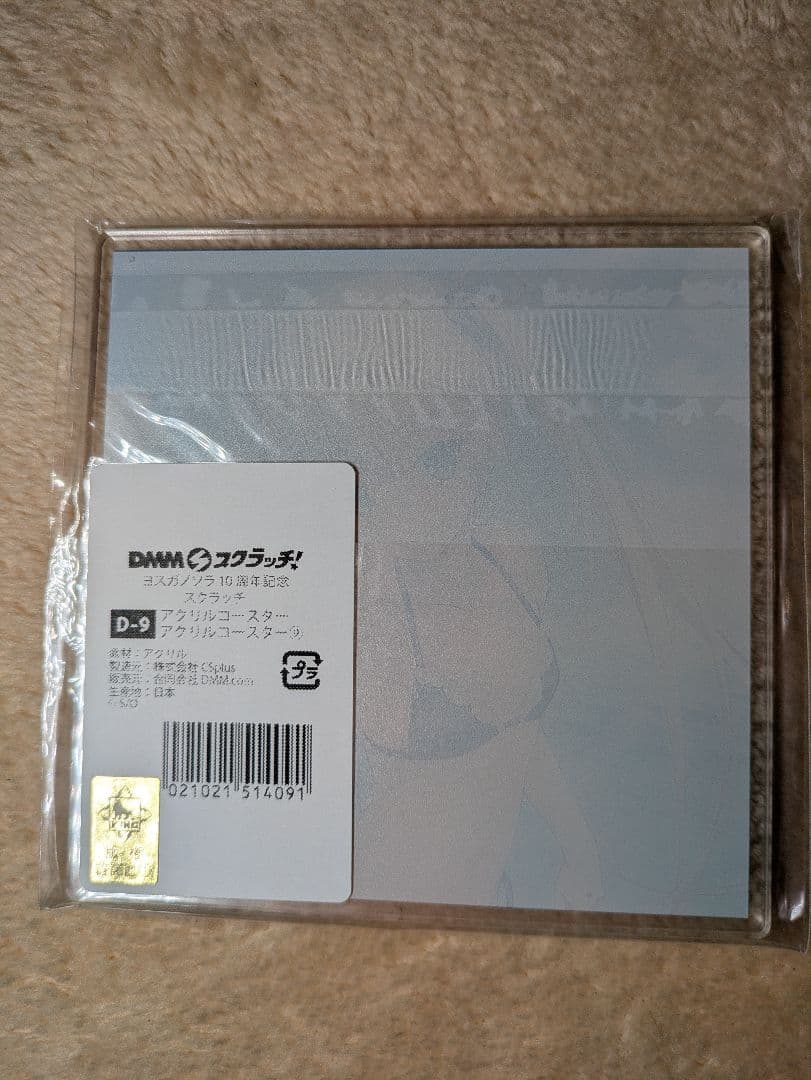 DMMスクラッチ!
ヨスガノソラ10周年記念
スクラッチ
D-9 アクリルコースター
アクリルコースター⑨
素材：アクリル
製造元：株式会社CSplus
販売元：合同会社DMM.com
生産地：日本
021021 514091
プラ
KING